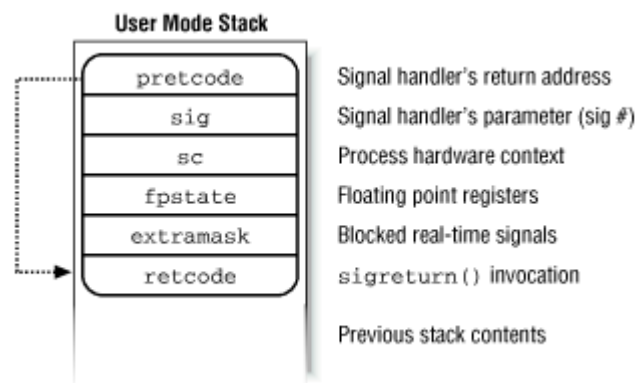 User Mode Stack
pretcode Signal handler's return address
sig Signal handler's parameter (sig #)
sc Process hardware context
fpstate Floating point registers
extramask Blocked real-time signals
retcode sigreturn() invocation
Previous stack contents